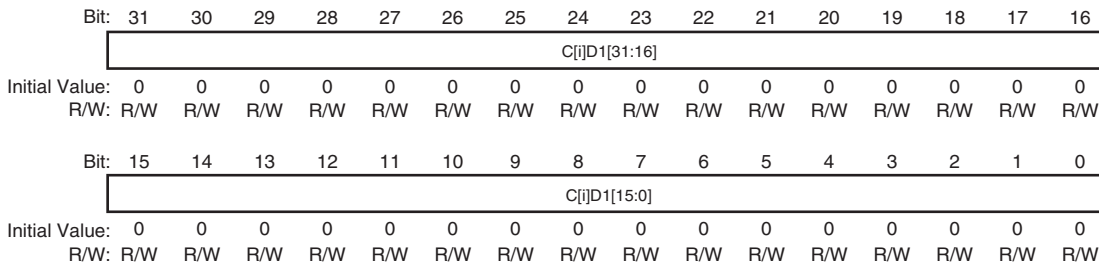 Bit: 31 30 29 28 27 26 25 24 23 22 21 20 19 18 17 16
C[i]D1[31:16]
Initial Value: 0 0 0 0 0 0 0 0 0 0 0 0 0 0 0 0
R/W: R/W R/W R/W R/W R/W R/W R/W R/W R/W R/W R/W R/W R/W R/W R/W R/W
Bit: 15 14 13 12 11 10 9 8 7 6 5 4 3 2 1 0
C[i]D1[15:0]
Initial Value: 0 0 0 0 0 0 0 0 0 0 0 0 0 0 0 0
R/W: R/W R/W R/W R/W R/W R/W R/W R/W R/W R/W R/W R/W R/W R/W R/W R/W